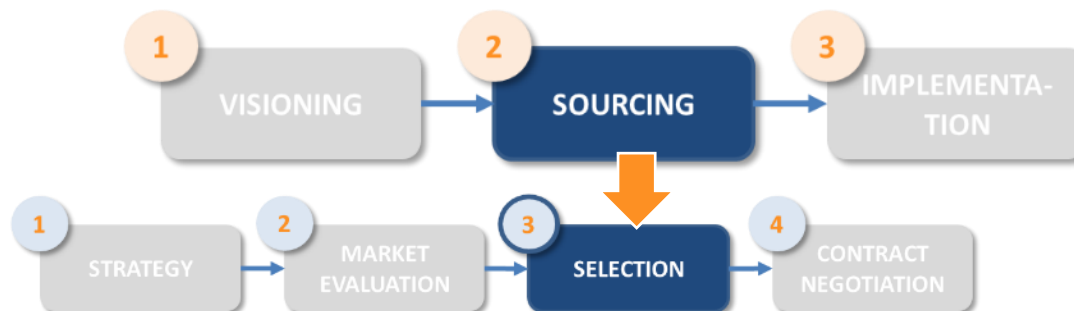 1
VISIONING
2
SOURCING
3
IMPLEMENTA-
TION
1
STRATEGY
2
MARKET
EVALUATION
3
SELECTION
4
CONTRACT
NEGOTIATION